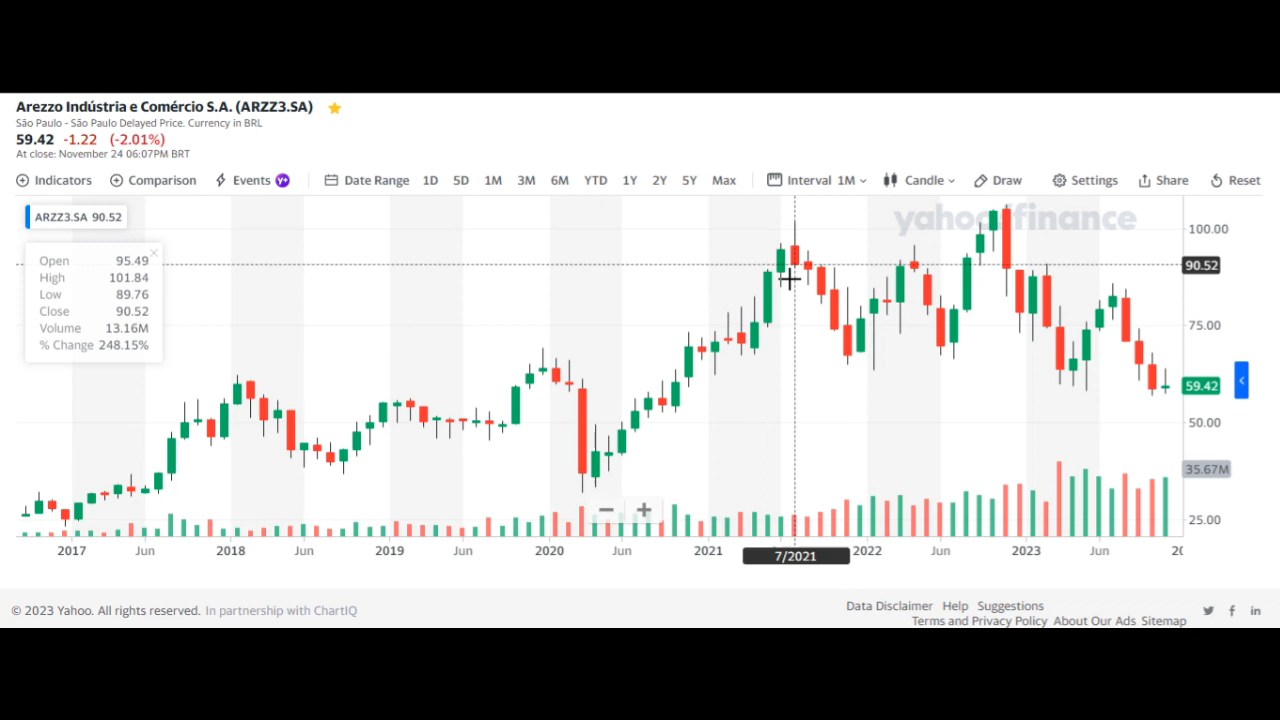 Arezzo Indústria e Comércio S.A. (ARZZ3.SA)
São Paulo - São Paulo Delayed Price. Currency in BRL
59.42 -1.22 (-2.01%)
At close: November 24 06:07PM BRT
Indicators Comparison Events Y+ Date Range 1D 5D 1M 3M 6M YTD 1Y 2Y 5Y Max Interval 1M Candle Draw Settings Share Reset
ARZZ3.SA 90.52
yahoo!finance
Open 95.49
High 101.84
Low 89.76
Close 90.52
Volume 13.16M
% Change 248.15%
100.00
90.52
75.00
59.42
50.00
35.67M
25.00
2017 Jun 2018 Jun 2019 Jun 2020 Jun 2021 2022 Jun 2023 Jun
7/2021
© 2023 Yahoo. All rights reserved. In partnership with ChartIQ
Data Disclaimer Help Suggestions
Terms and Privacy Policy About Our Ads Sitemap